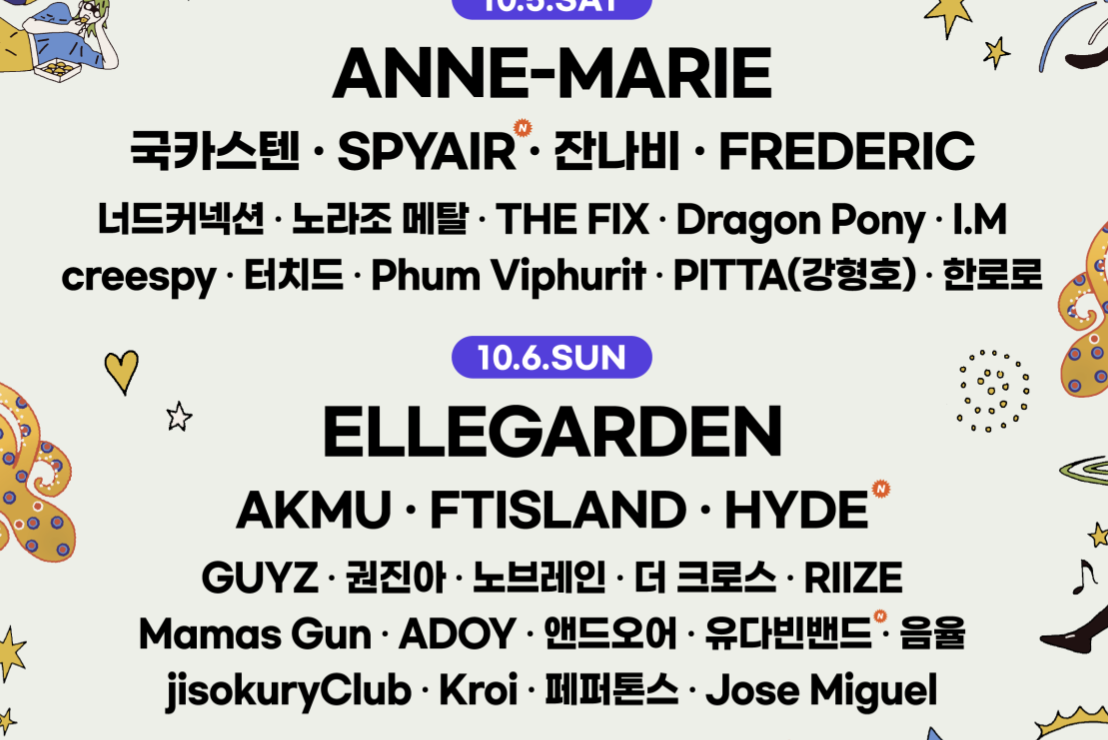 10.5.SAT
ANNE-MARIE
국카스텐 · SPYAIR N · 잔나비 · FREDERIC
너드커넥션 · 노라조 메탈 · THE FIX · Dragon Pony · I.M
creespy · 터치드 · Phum Viphurit · PITTA(강형호) · 한로로
10.6.SUN
ELLEGARDEN
AKMU · FTISLAND · HYDE N
GUYZ · 권진아 · 노브레인 · 더 크로스 · RIIZE
Mamas Gun · ADOY · 앤드오어 · 유다빈밴드 N · 음율
jisokuryClub · Kroi · 페퍼톤스 · Jose Miguel